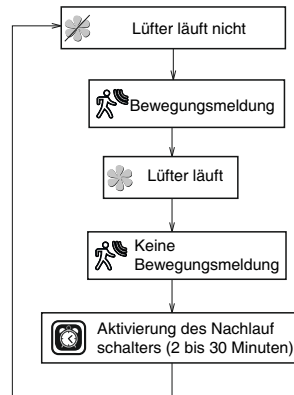 Lüfter läuft nicht
Bewegungsmeldung
Lüfter läuft
Keine
Bewegungsmeldung
Aktivierung des Nachlauf
schalters (2 bis 30 Minuten)